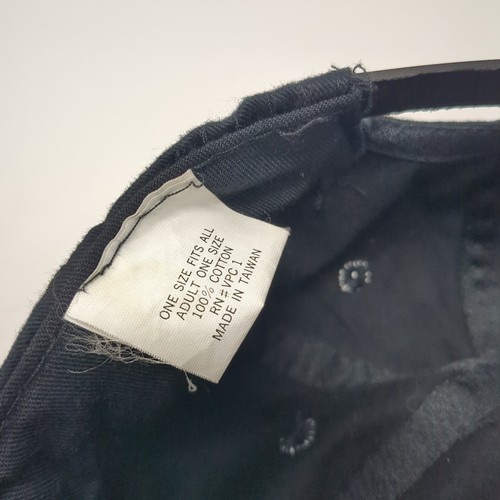 ONE SIZE FITS ALL
ADULT ONE SIZE
100% COTTON
RN#VPC 1
MADE IN TAIWAN